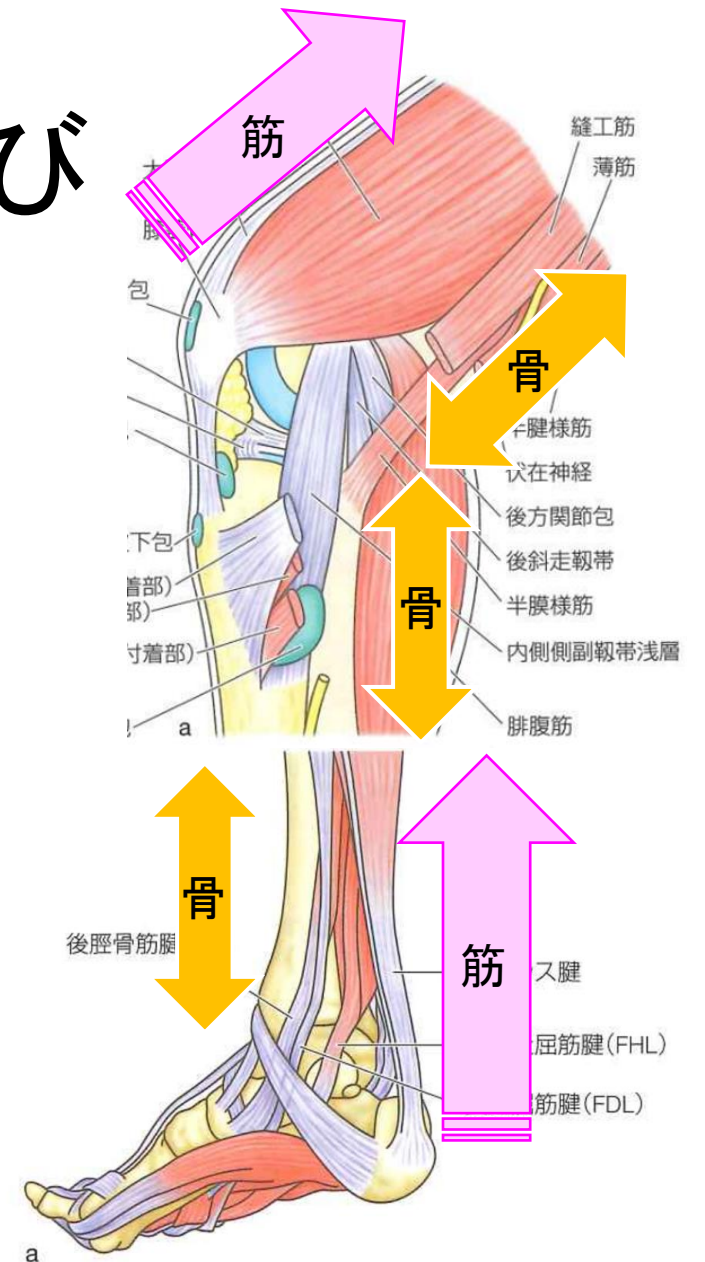 び
筋
縫工筋
薄筋
包
骨
半腱様筋
伏在神経
後方関節包
後斜走靱帯
半膜様筋
内側側副靱帯浅層
腓腹筋
骨
下包
着部)
部)
付着部)
a
骨
後脛骨筋腱
筋
ス腱
屈筋腱(FHL)
筋腱(FDL)
a